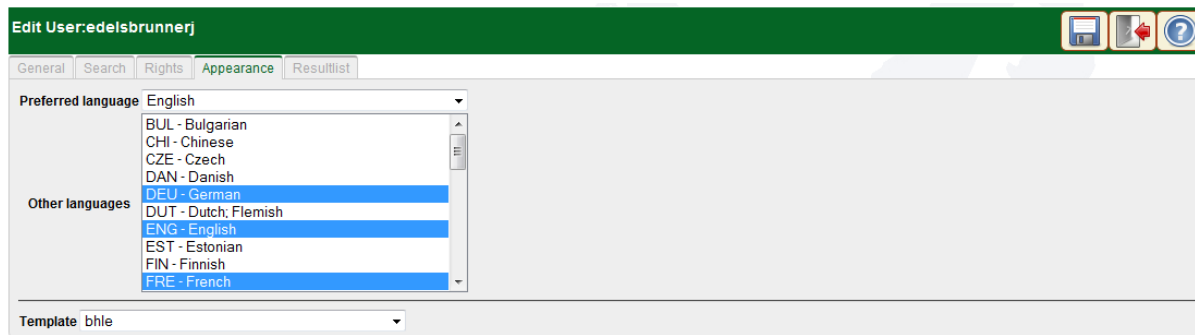 Edit User:edelsbrunnerj
General Search Rights Appearance Resultlist
Preferred language English
BUL - Bulgarian
CHI - Chinese
CZE - Czech
DAN - Danish
DEU - German
Other languages
DUT - Dutch; Flemish
ENG - English
EST - Estonian
FIN - Finnish
FRE - French
Template bhle